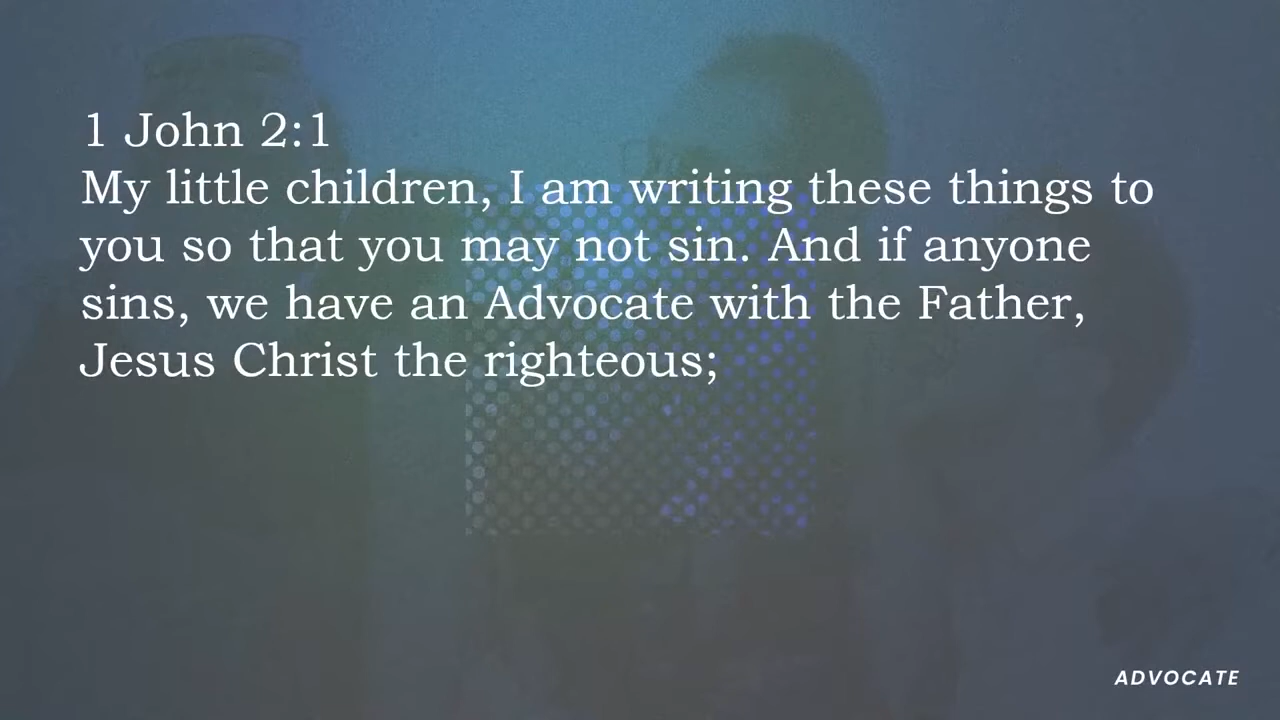 1 John 2:1
My little children, I am writing these things to
you so that you may not sin. And if anyone
sins, we have an Advocate with the Father,
Jesus Christ the righteous;
ADVOCATE